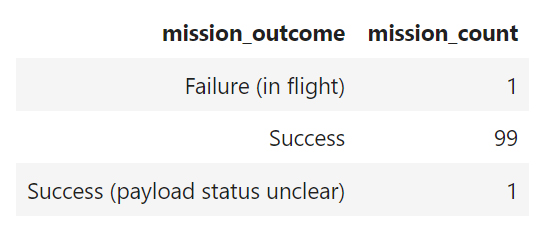 mission_outcome mission_count
Failure (in flight) 1
Success 99
Success (payload status unclear) 1